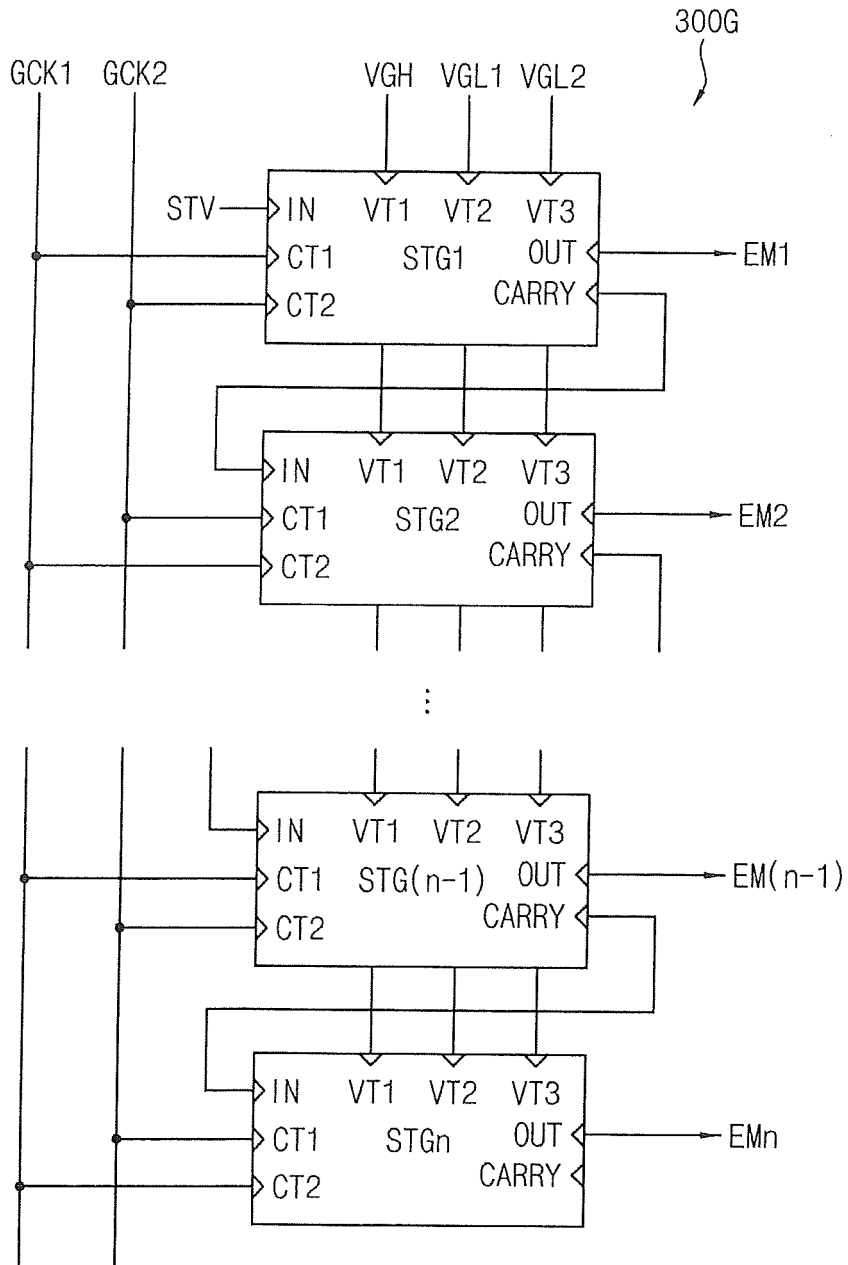 300G
GCK1 GCK2 VGH VGL1 VGL2
STV IN VT1 VT2 VT3
CT1 STG1 OUT EM1
CT2 CARRY
IN VT1 VT2 VT3
CT1 STG2 OUT EM2
CT2 CARRY
⋮
IN VT1 VT2 VT3
CT1 STG(n-1) OUT EM(n-1)
CT2 CARRY
IN VT1 VT2 VT3
CT1 STGn OUT EMn
CT2 CARRY